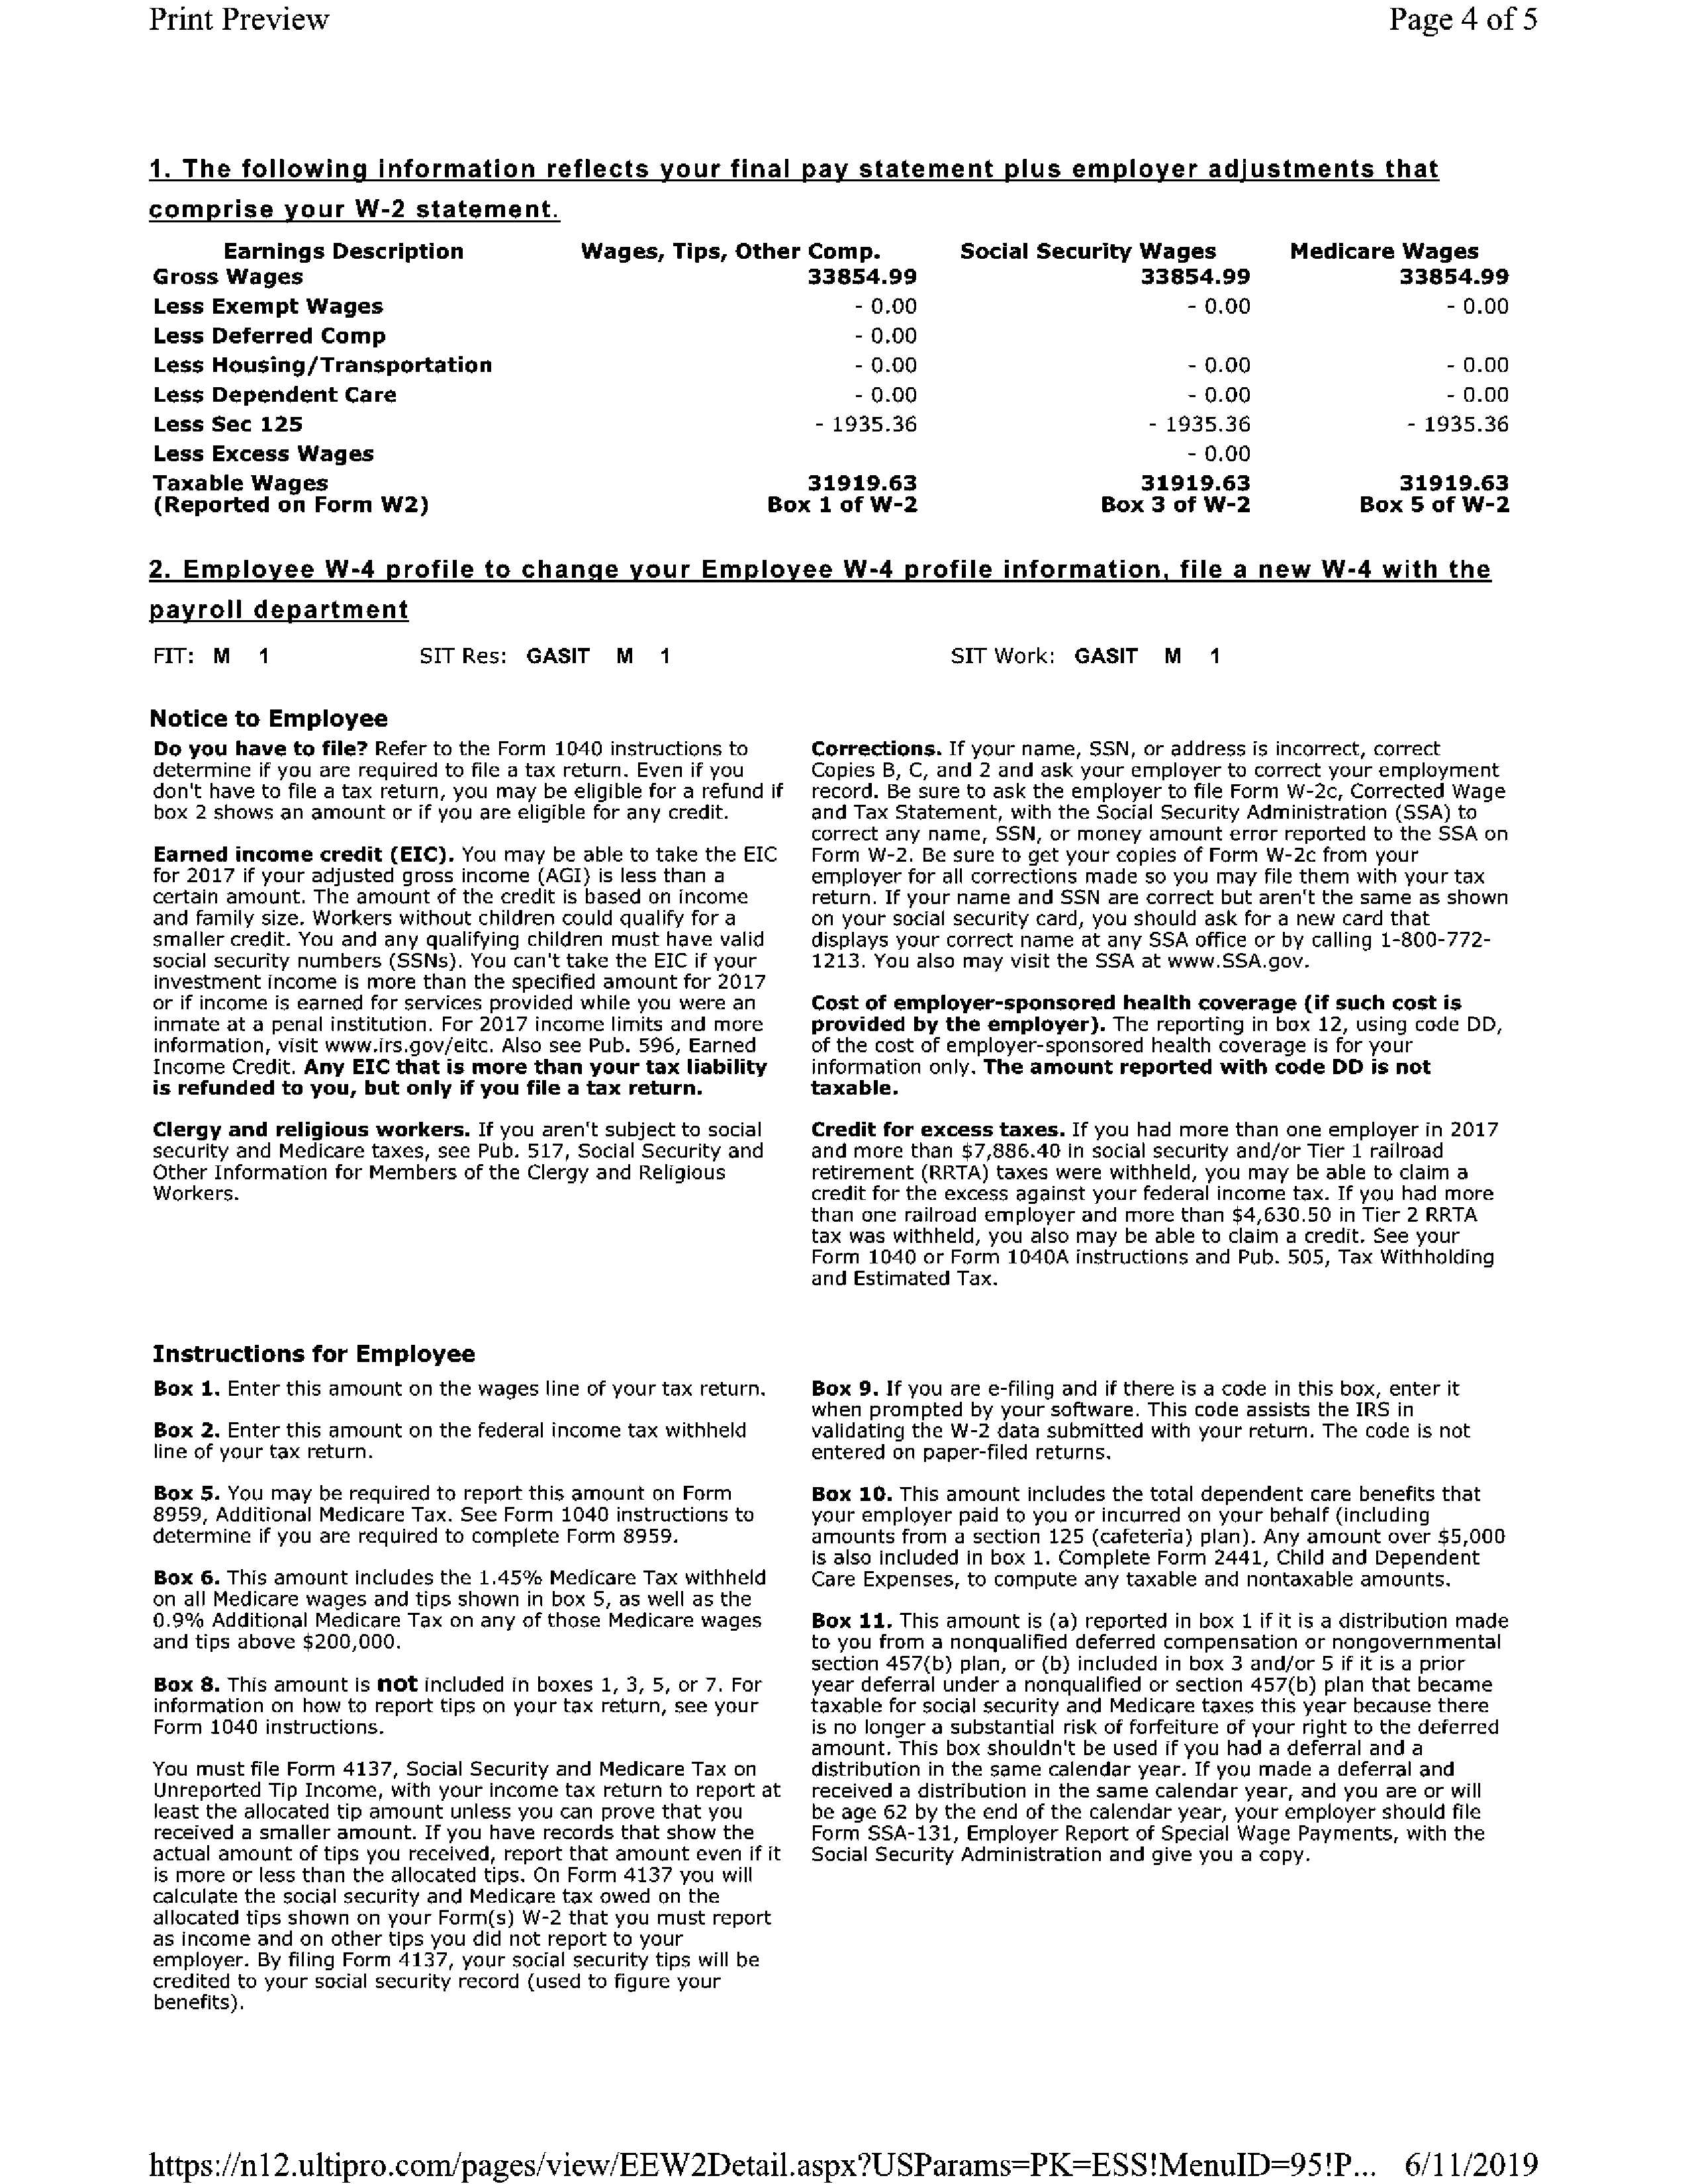 Print Preview
Page 4 of 5
1. The following information reflects your final pay statement plus employer adjustments that
comprise your W-2 statement.
Earnings Description Wages, Tips, Other Comp. Social Security Wages Medicare Wages
Gross Wages 33854.99 33854.99 33854.99
Less Exempt Wages - 0.00 - 0.00 - 0.00
Less Deferred Comp - 0.00
Less Housing/Transportation - 0.00 - 0.00 - 0.00
Less Dependent Care - 0.00 - 0.00 - 0.00
Less Sec 125 - 1935.36 - 1935.36 - 1935.36
Less Excess Wages - 0.00
Taxable Wages 31919.63 31919.63 31919.63
(Reported on Form W2) Box 1 of W-2 Box 3 of W-2 Box 5 of W-2
2. Employee W-4 profile to change your Employee W-4 profile information, file a new W-4 with the
payroll department
FIT: M 1 SIT Res: GASIT M 1 SIT Work: GASIT M 1
Notice to Employee
Do you have to file? Refer to the Form 1040 instructions to
determine if you are required to file a tax return. Even if you
don't have to file a tax return, you may be eligible for a refund if
box 2 shows an amount or if you are eligible for any credit.
Earned income credit (EIC). You may be able to take the EIC
for 2017 if your adjusted gross income (AGI) is less than a
certain amount. The amount of the credit is based on income
and family size. Workers without children could qualify for a
smaller credit. You and any qualifying children must have valid
social security numbers (SSNs). You can't take the EIC if your
investment income is more than the specified amount for 2017
or if income is earned for services provided while you were an
inmate at a penal institution. For 2017 income limits and more
information, visit www.irs.gov/eitc. Also see Pub. 596, Earned
Income Credit. Any EIC that is more than your tax liability
is refunded to you, but only if you file a tax return.
Clergy and religious workers. If you aren't subject to social
security and Medicare taxes, see Pub. 517, Social Security and
Other Information for Members of the Clergy and Religious
Workers.
Corrections. If your name, SSN, or address is incorrect, correct
Copies B, C, and 2 and ask your employer to correct your employment
record. Be sure to ask the employer to file Form W-2c, Corrected Wage
and Tax Statement, with the Social Security Administration (SSA) to
correct any name, SSN, or money amount error reported to the SSA on
Form W-2. Be sure to get your copies of Form W-2c from your
employer for all corrections made so you may file them with your tax
return. If your name and SSN are correct but aren't the same as shown
on your social security card, you should ask for a new card that
displays your correct name at any SSA office or by calling 1-800-772-
1213. You also may visit the SSA at www.SSA.gov.
Cost of employer-sponsored health coverage (if such cost is
provided by the employer). The reporting in box 12, using code DD,
of the cost of employer-sponsored health coverage is for your
information only. The amount reported with code DD is not
taxable.
Credit for excess taxes. If you had more than one employer in 2017
and more than $7,886.40 in social security and/or Tier 1 railroad
retirement (RRTA) taxes were withheld, you may be able to claim a
credit for the excess against your federal income tax. If you had more
than one railroad employer and more than $4,630.50 in Tier 2 RRTA
tax was withheld, you also may be able to claim a credit. See your
Form 1040 or Form 1040A instructions and Pub. 505, Tax Withholding
and Estimated Tax.
Instructions for Employee
Box 1. Enter this amount on the wages line of your tax return.
Box 2. Enter this amount on the federal income tax withheld
line of your tax return.
Box 5. You may be required to report this amount on Form
8959, Additional Medicare Tax. See Form 1040 instructions to
determine if you are required to complete Form 8959.
Box 6. This amount includes the 1.45% Medicare Tax withheld
on all Medicare wages and tips shown in box 5, as well as the
0.9% Additional Medicare Tax on any of those Medicare wages
and tips above $200,000.
Box 8. This amount is not included in boxes 1, 3, 5, or 7. For
information on how to report tips on your tax return, see your
Form 1040 instructions.
You must file Form 4137, Social Security and Medicare Tax on
Unreported Tip Income, with your income tax return to report at
least the allocated tip amount unless you can prove that you
received a smaller amount. If you have records that show the
actual amount of tips you received, report that amount even if it
is more or less than the allocated tips. On Form 4137 you will
calculate the social security and Medicare tax owed on the
allocated tips shown on your Form(s) W-2 that you must report
as income and on other tips you did not report to your
employer. By filing Form 4137, your social security tips will be
credited to your social security record (used to figure your
benefits).
Box 9. If you are e-filing and if there is a code in this box, enter it
when prompted by your software. This code assists the IRS in
validating the W-2 data submitted with your return. The code is not
entered on paper-filed returns.
Box 10. This amount includes the total dependent care benefits that
your employer paid to you or incurred on your behalf (including
amounts from a section 125 (cafeteria) plan). Any amount over $5,000
is also included in box 1. Complete Form 2441, Child and Dependent
Care Expenses, to compute any taxable and nontaxable amounts.
Box 11. This amount is (a) reported in box 1 if it is a distribution made
to you from a nonqualified deferred compensation or nongovernmental
section 457(b) plan, or (b) included in box 3 and/or 5 if it is a prior
year deferral under a nonqualified or section 457(b) plan that became
taxable for social security and Medicare taxes this year because there
is no longer a substantial risk of forfeiture of your right to the deferred
amount. This box shouldn't be used if you had a deferral and a
distribution in the same calendar year. If you made a deferral and
received a distribution in the same calendar year, and you are or will
be age 62 by the end of the calendar year, your employer should file
Form SSA-131, Employer Report of Special Wage Payments, with the
Social Security Administration and give you a copy.
https://n12.ultipro.com/pages/view/EEW2Detail.aspx?USParams=PK=ESS!MenuID=95!P... 6/11/2019